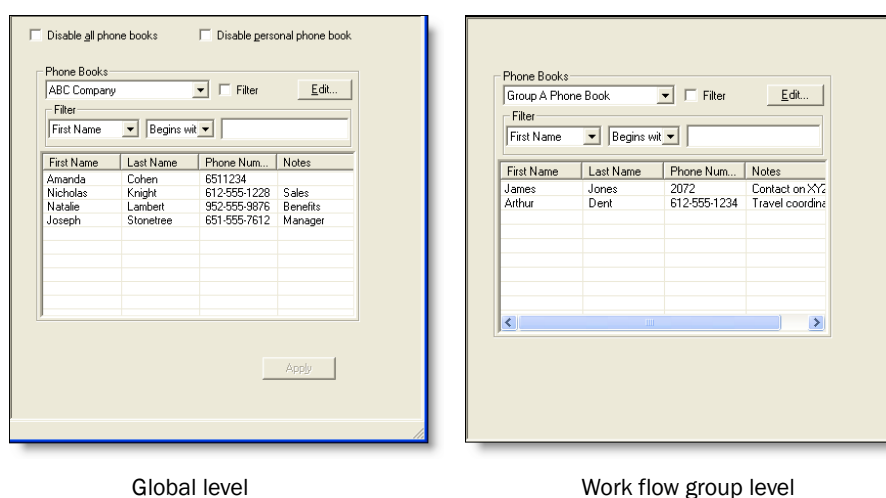 Disable all phone books Disable personal phone book
Phone Books
ABC Company Filter Edit...
Filter
First Name Begins wit
First Name Last Name Phone Num... Notes
Amanda Cohen 6511234
Nicholas Knight 612-555-1228 Sales
Natalie Lambert 952-555-9876 Benefits
Joseph Stonetree 651-555-7612 Manager
Apply
Global level
Phone Books
Group A Phone Book Filter Edit...
Filter
First Name Begins wit
First Name Last Name Phone Num... Notes
James Jones 2072 Contact on XYZ
Arthur Dent 612-555-1234 Travel coordina
Work flow group level